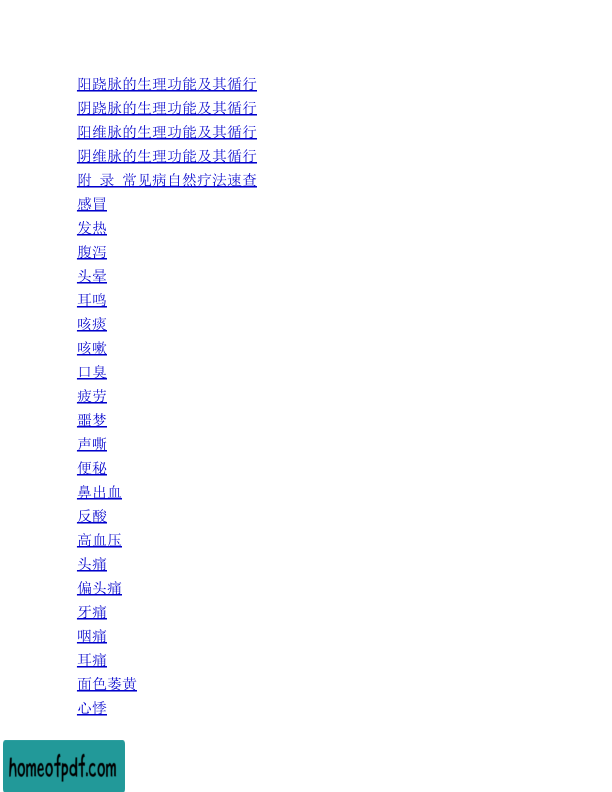 阳跷脉的生理功能及其循行
阴跷脉的生理功能及其循行
阳维脉的生理功能及其循行
阴维脉的生理功能及其循行
附 录 常见病自然疗法速查
感冒
发热
腹泻
头晕
耳鸣
咳痰
咳嗽
口臭
疲劳
噩梦
声嘶
便秘
鼻出血
反酸
高血压
头痛
偏头痛
牙痛
咽痛
耳痛
面色萎黄
心悸
homeofpdf.com